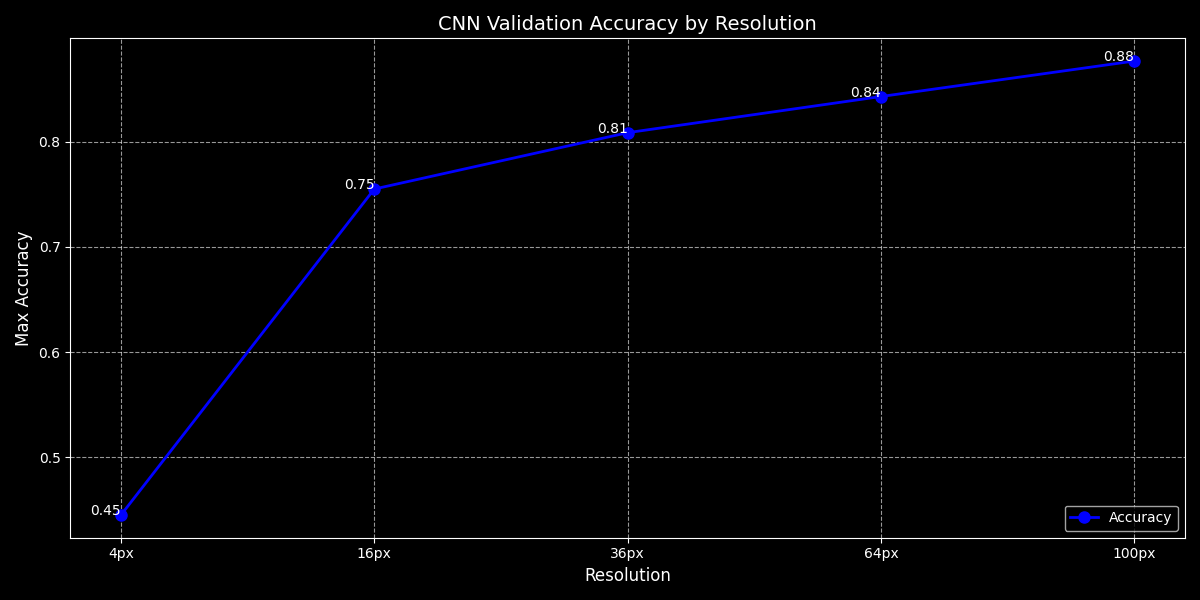 CNN Validation Accuracy by Resolution
0.88
0.84
0.81
0.8
0.75
0.7
Max Accuracy
0.6
0.5
0.45
Accuracy
4px 16px 36px 64px 100px
Resolution